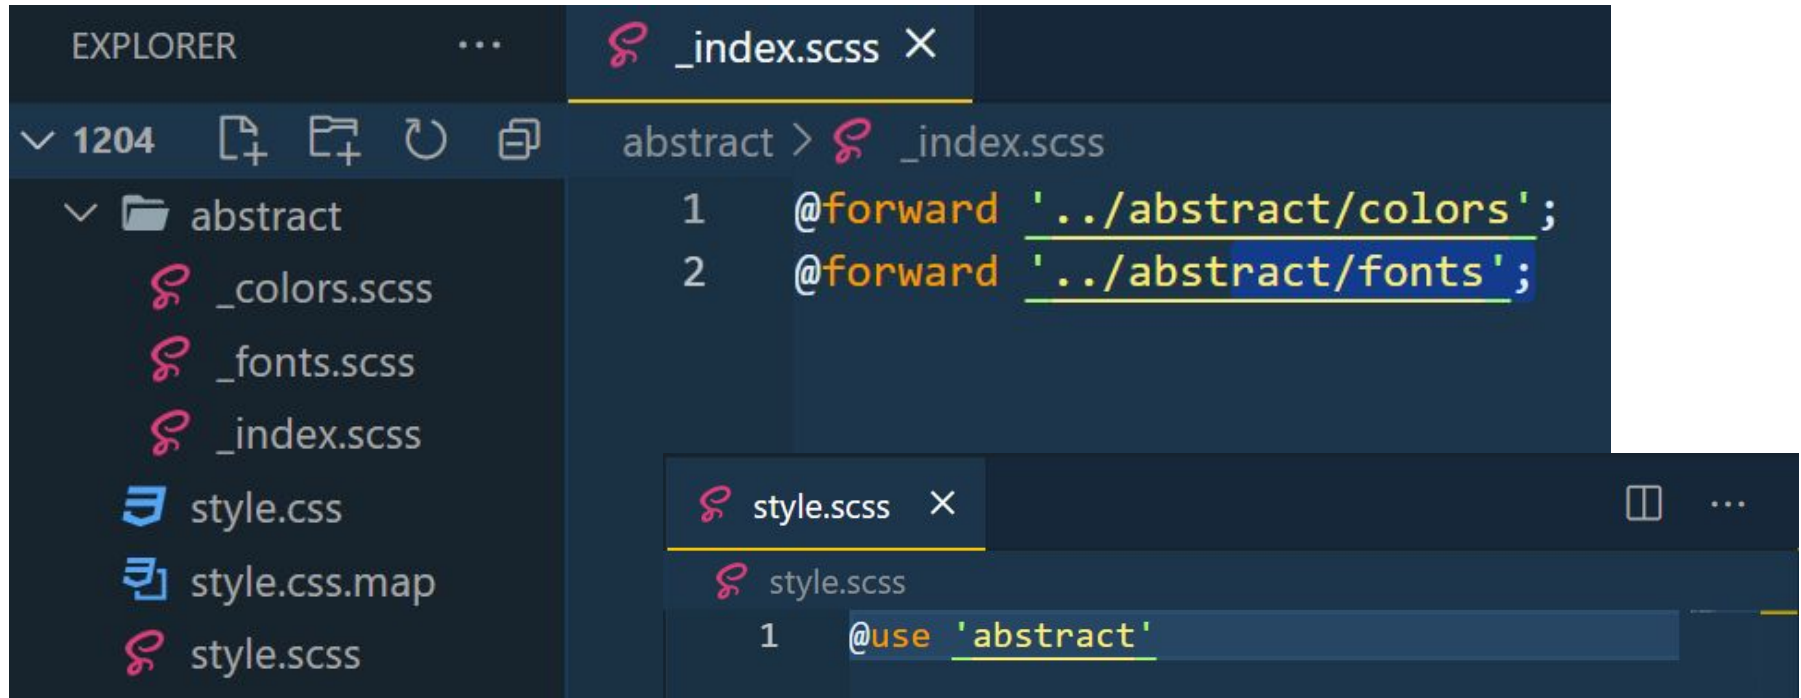 EXPLORER ···
1204
abstract
_colors.scss
_fonts.scss
_index.scss
style.css
style.css.map
style.scss
_index.scss ×
abstract > _index.scss
1 @forward '../abstract/colors';
2 @forward '../abstract/fonts';
style.scss ×
···
style.scss
1 @use 'abstract'